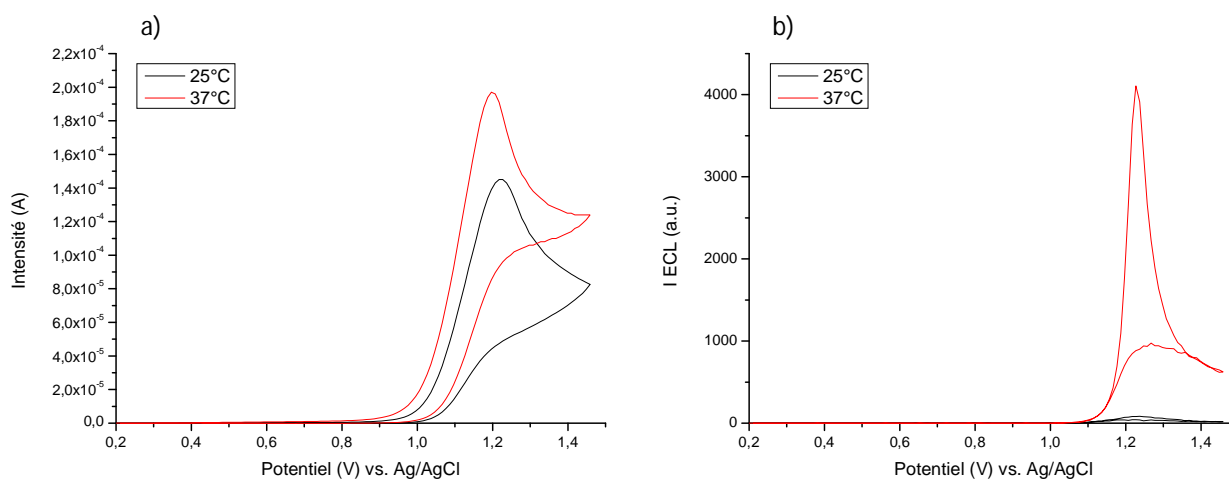 a)
25°C
37°C
Intensité (A)
2,2x10⁻⁴
2,0x10⁻⁴
1,8x10⁻⁴
1,6x10⁻⁴
1,4x10⁻⁴
1,2x10⁻⁴
1,0x10⁻⁴
8,0x10⁻⁵
6,0x10⁻⁵
4,0x10⁻⁵
2,0x10⁻⁵
0,0
0,2 0,4 0,6 0,8 1,0 1,2 1,4
Potentiel (V) vs. Ag/AgCl
b)
25°C
37°C
I ECL (a.u.)
4000
3000
2000
1000
0
0,2 0,4 0,6 0,8 1,0 1,2 1,4
Potentiel (V) vs. Ag/AgCl